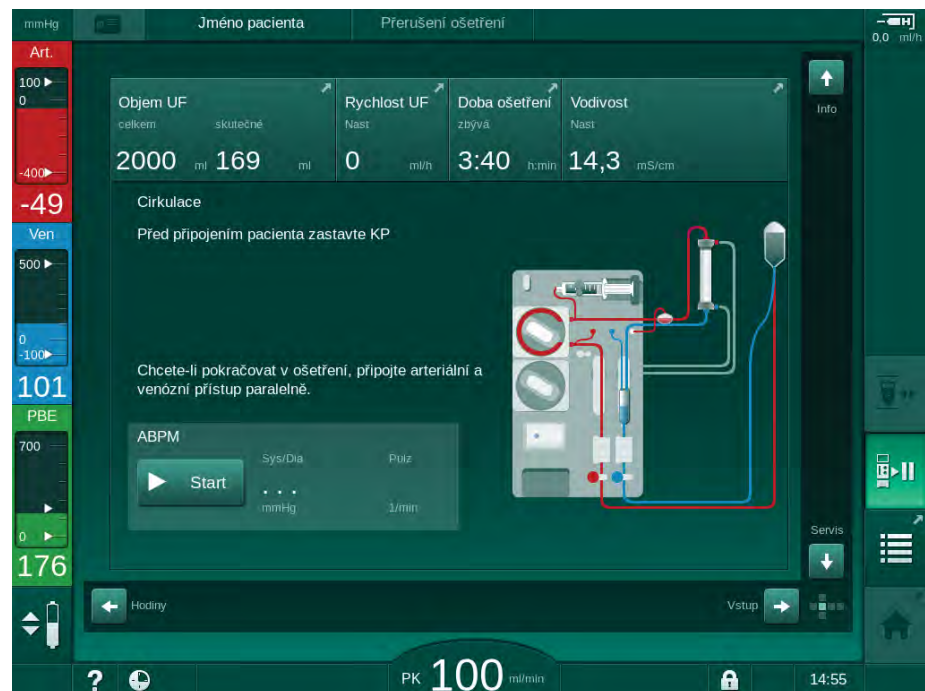 mmHg
Jméno pacienta
Přerušení ošetření
0,0 ml/h
Art.
100
0
-400
-49
Ven
500
0
-100
101
PBE
700
0
176
Objem UF
celkem
skutečné
2000 ml 169 ml
Rychlost UF
Nast
0 ml/h
Doba ošetření
zbývá
3:40 h:min
Vodivost
Nast
14,3 mS/cm
Info
Cirkulace
Před připojením pacienta zastavte KP
Chcete-li pokračovat v ošetření, připojte arteriální a
venózní přístup paralelně.
ABPM
Start
Sys/Dia
. . .
mmHg
Pulz
1/min
Servis
Hodiny
Vstup
?
PK 100 ml/min
14:55